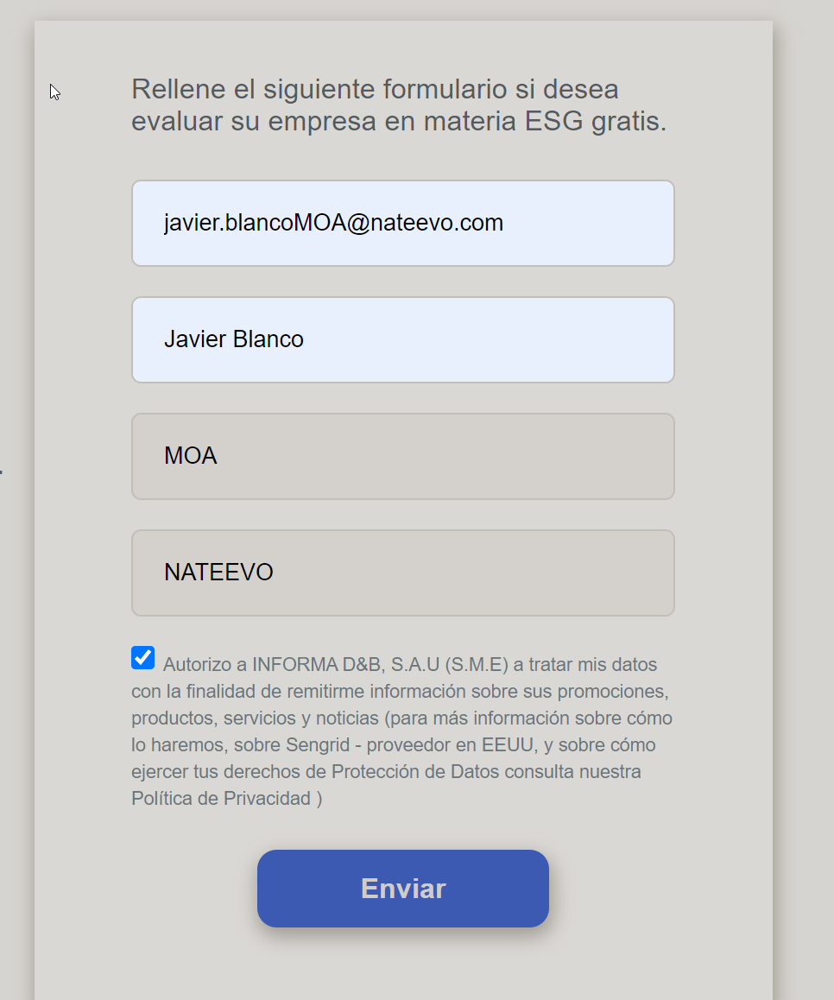 Rellene el siguiente formulario si desea
evaluar su empresa en materia ESG gratis.
javier.blancoMOA@nateevo.com
Javier Blanco
MOA
NATEEVO
Autorizo a INFORMA D&B, S.A.U (S.M.E) a tratar mis datos
con la finalidad de remitirme información sobre sus promociones,
productos, servicios y noticias (para más información sobre cómo
lo haremos, sobre Sengrid - proveedor en EEUU, y sobre cómo
ejercer tus derechos de Protección de Datos consulta nuestra
Política de Privacidad )
Enviar